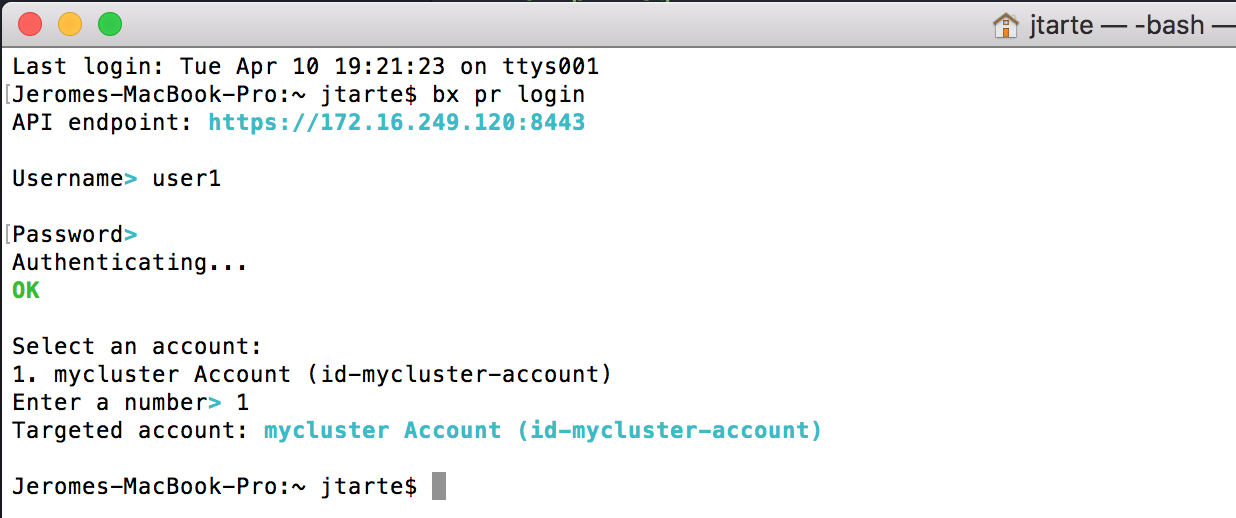 jtarte — -bash —
Last login: Tue Apr 10 19:21:23 on ttys001
[Jeromes-MacBook-Pro:~ jtarte$ bx pr login
API endpoint: https://172.16.249.120:8443
Username> user1
[Password>
Authenticating...
OK
Select an account:
1. mycluster Account (id-mycluster-account)
Enter a number> 1
Targeted account: mycluster Account (id-mycluster-account)
Jeromes-MacBook-Pro:~ jtarte$